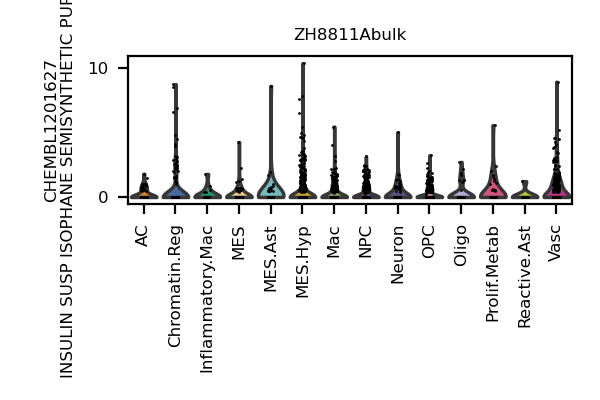 ZH8811Abulk
CHEMBL1201627
INSULIN SUSP ISOPHANE SEMISYNTHETIC
10
0
AC
Chromatin.Reg
Inflammatory.Mac
MES
MES.Ast
MES.Hyp
Mac
NPC
Neuron
OPC
Oligo
Prolif.Metab
Reactive.Ast
Vasc